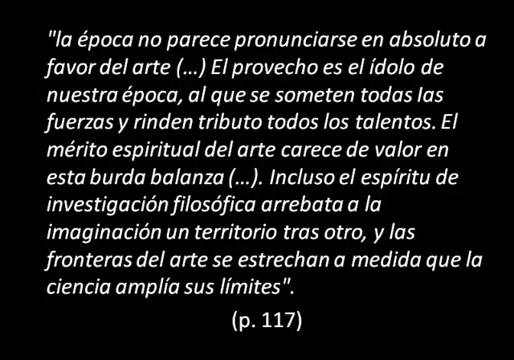 "la época no parece pronunciarse en absoluto a
favor del arte (...) El provecho es el ídolo de
nuestra época, al que se someten todas las
fuerzas y rinden tributo todos los talentos. El
mérito espiritual del arte carece de valor en
esta burda balanza (...). Incluso el espíritu de
investigación filosófica arrebata a la
imaginación un territorio tras otro, y las
fronteras del arte se estrechan a medida que la
ciencia amplía sus límites".
(p. 117)